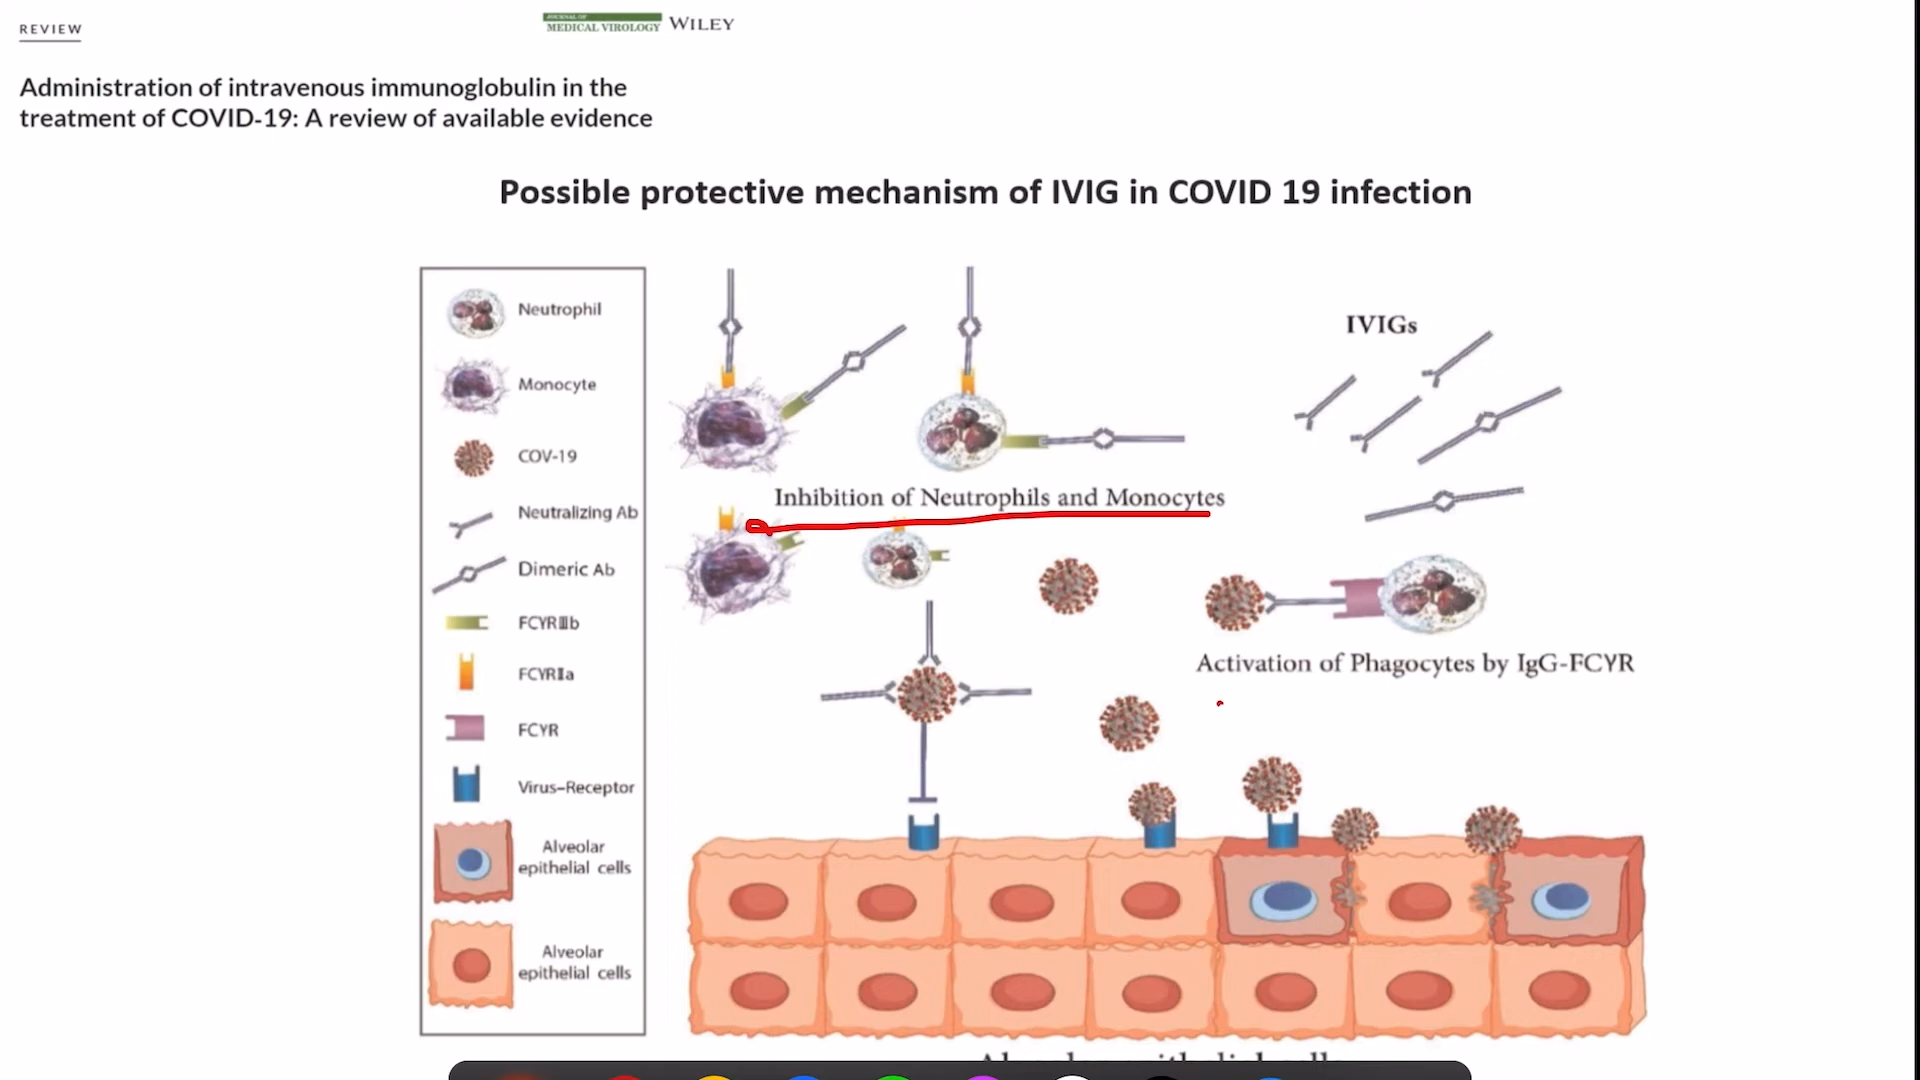 REVIEW
JOURNAL OF
MEDICAL VIROLOGY WILEY
Administration of intravenous immunoglobulin in the
treatment of COVID-19: A review of available evidence
Possible protective mechanism of IVIG in COVID 19 infection
Neutrophil
Monocyte
COV-19
Neutralizing Ab
Dimeric Ab
FCYRⅢb
FCYRⅡa
FCYR
Virus-Receptor
Alveolar
epithelial cells
Alveolar
epithelial cells
IVIGs
Inhibition of Neutrophils and Monocytes
Activation of Phagocytes by IgG-FCYR